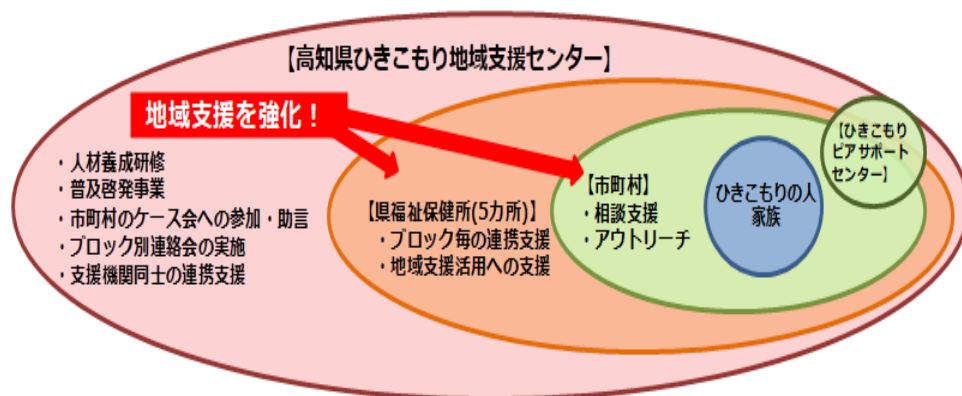 【高知県ひきこもり地域支援センター】
地域支援を強化！
・人材養成研修
・普及啓発事業
・市町村のケース会への参加・助言
・ブロック別連絡会の実施
・支援機関同士の連携支援
【県福祉保健所(5カ所)】
・ブロック毎の連携支援
・地域支援活用への支援
【市町村】
・相談支援
・アウトリーチ
ひきこもりの人
家族
【ひきこもり
ピアサポート
センター】